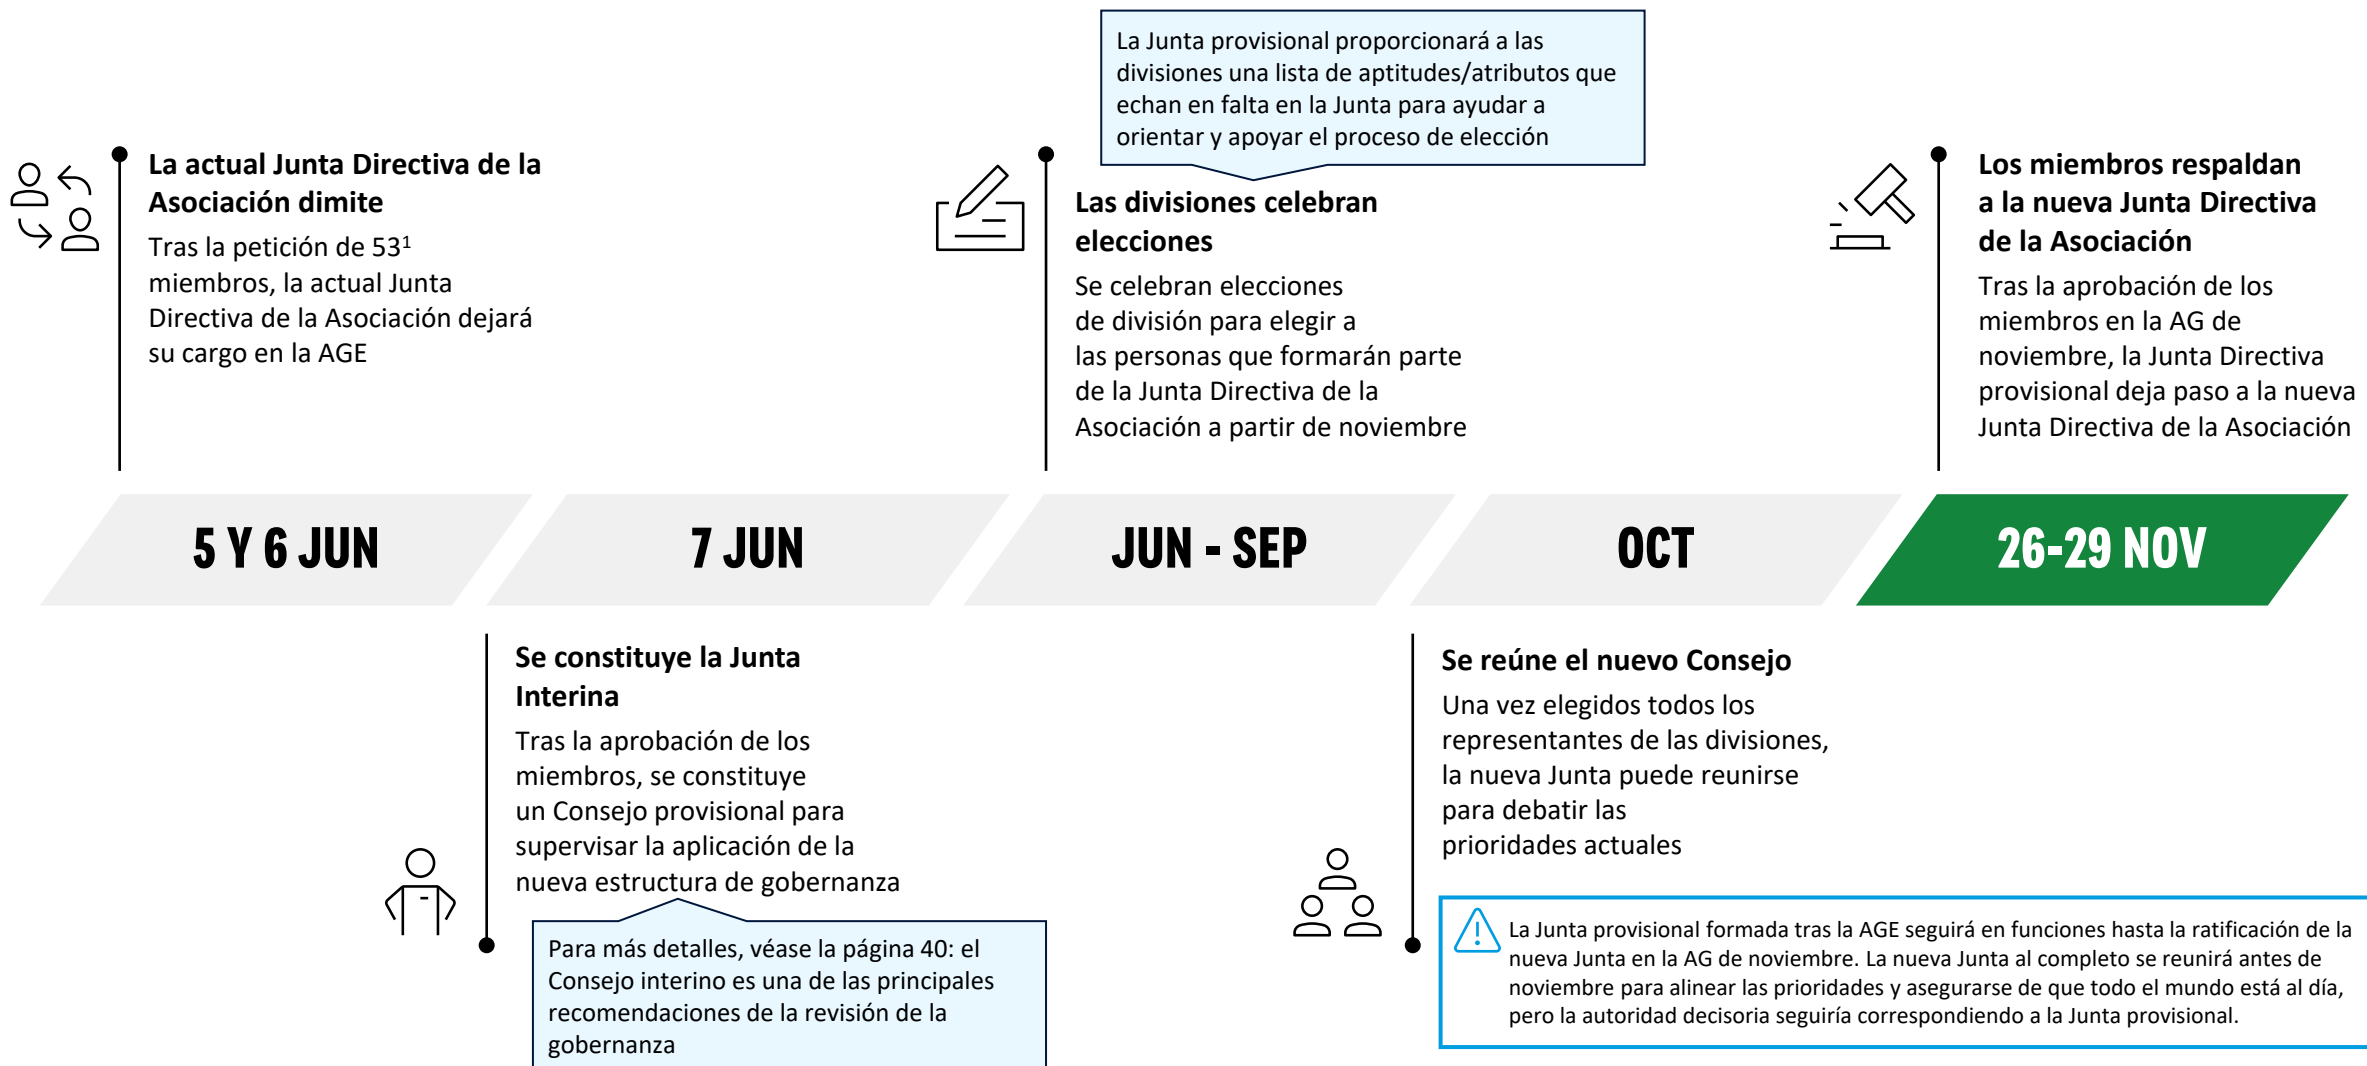 La Junta provisional proporcionará a las
divisiones una lista de aptitudes/atributos que
echan en falta en la Junta para ayudar a
orientar y apoyar el proceso de elección
La actual Junta Directiva de la
Asociación dimite
Tras la petición de 53¹
miembros, la actual Junta
Directiva de la Asociación dejará
su cargo en la AGE
Las divisiones celebran
elecciones
Se celebran elecciones
de división para elegir a
las personas que formarán parte
de la Junta Directiva de la
Asociación a partir de noviembre
Los miembros respaldan
a la nueva Junta Directiva
de la Asociación
Tras la aprobación de los
miembros en la AG de
noviembre, la Junta Directiva
provisional deja paso a la nueva
Junta Directiva de la Asociación
5 Y 6 JUN
7 JUN
JUN - SEP
OCT
26-29 NOV
Se constituye la Junta
Interina
Tras la aprobación de los
miembros, se constituye
un Consejo provisional para
supervisar la aplicación de la
nueva estructura de gobernanza
Para más detalles, véase la página 40: el
Consejo interino es una de las principales
recomendaciones de la revisión de la
gobernanza
Se reúne el nuevo Consejo
Una vez elegidos todos los
representantes de las divisiones,
la nueva Junta puede reunirse
para debatir las
prioridades actuales
La Junta provisional formada tras la AGE seguirá en funciones hasta la ratificación de la
nueva Junta en la AG de noviembre. La nueva Junta al completo se reunirá antes de
noviembre para alinear las prioridades y asegurarse de que todo el mundo está al día,
pero la autoridad decisoria seguiría correspondiendo a la Junta provisional.